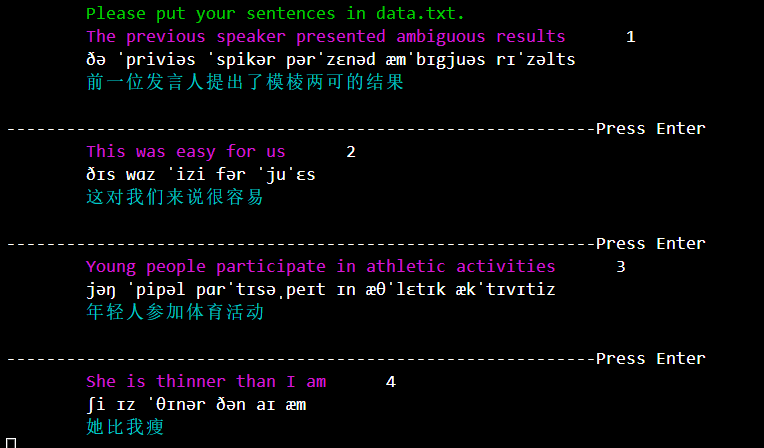 Please put your sentences in data.txt.
The previous speaker presented ambiguous results 1
ðə ˈpriviəs ˈspikər pərˈzɛnəd æmˈbɪgjuəs rɪˈzəlts
前一位发言人提出了模棱两可的结果
-----------------------------------------------------------Press Enter
This was easy for us 2
ðɪs wɑz ˈizi fər ˈjuˈɛs
这对我们来说很容易
-----------------------------------------------------------Press Enter
Young people participate in athletic activities 3
jəŋ ˈpipəl pɑrˈtɪsəˌpeɪt ɪn æθˈlɛtɪk ækˈtɪvɪtiz
年轻人参加体育活动
-----------------------------------------------------------Press Enter
She is thinner than I am 4
ʃi ɪz ˈθɪnər ðən aɪ æm
她比我瘦